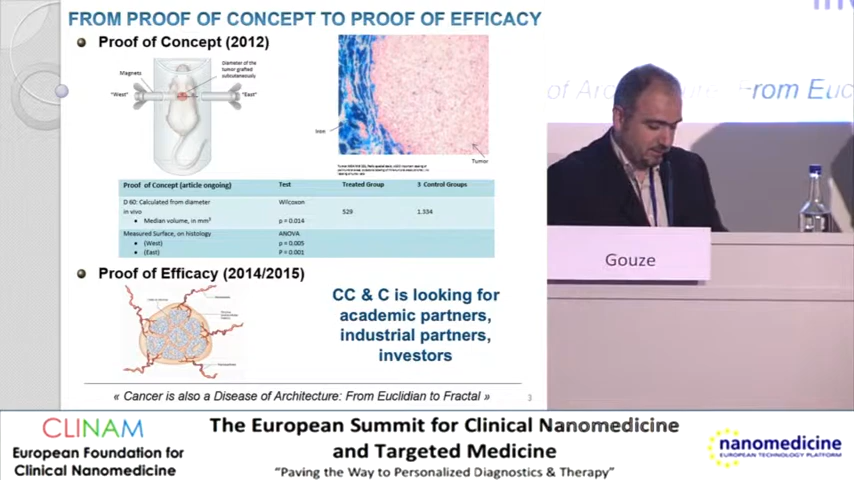 FROM PROOF OF CONCEPT TO PROOF OF EFFICACY
Proof of Concept (2012)
Magnets
Diameter of the
tumor grafted
subcutaneously
"West"
"East"
Iron
Tumor
Proof of Concept (article ongoing)
Test
Treated Group
3 Control Groups
D 60: Calculated from diameter
in vivo
Wilcoxon
• Median volume, in mm³
p = 0.014
529
1.334
Measured Surface, on histology
ANOVA
• (West)
p = 0.005
• (East)
P = 0.001
Proof of Efficacy (2014/2015)
CC & C is looking for
academic partners,
industrial partners,
investors
« Cancer is also a Disease of Architecture: From Euclidian to Fractal »
3
From Euc
Gouze
CLINAM
European Foundation for
Clinical Nanomedicine
The European Summit for Clinical Nanomedicine
and Targeted Medicine
"Paving the Way to Personalized Diagnostics & Therapy"
nanomedicine
EUROPEAN TECHNOLOGY PLATFORM